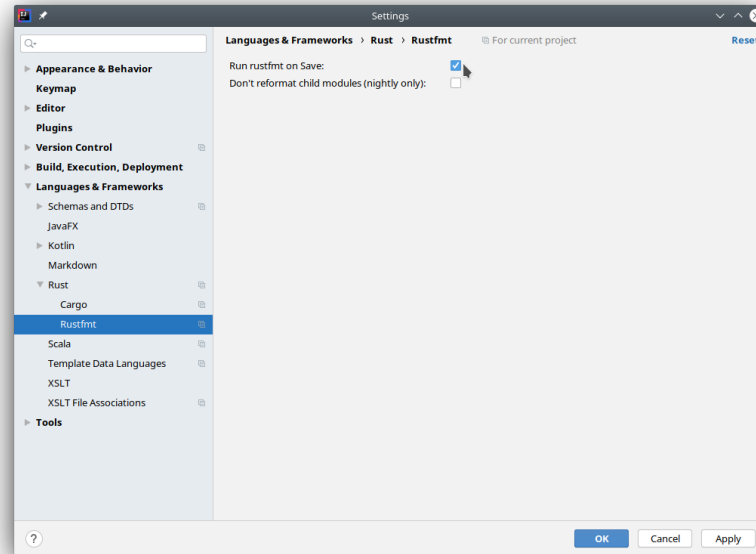 Settings
Languages & Frameworks › Rust › Rustfmt For current project Reset
Run rustfmt on Save:
Don't reformat child modules (nightly only):
Appearance & Behavior
Keymap
Editor
Plugins
Version Control
Build, Execution, Deployment
Languages & Frameworks
Schemas and DTDs
JavaFX
Kotlin
Markdown
Rust
Cargo
Rustfmt
Scala
Template Data Languages
XSLT
XSLT File Associations
Tools
?
OK Cancel Apply